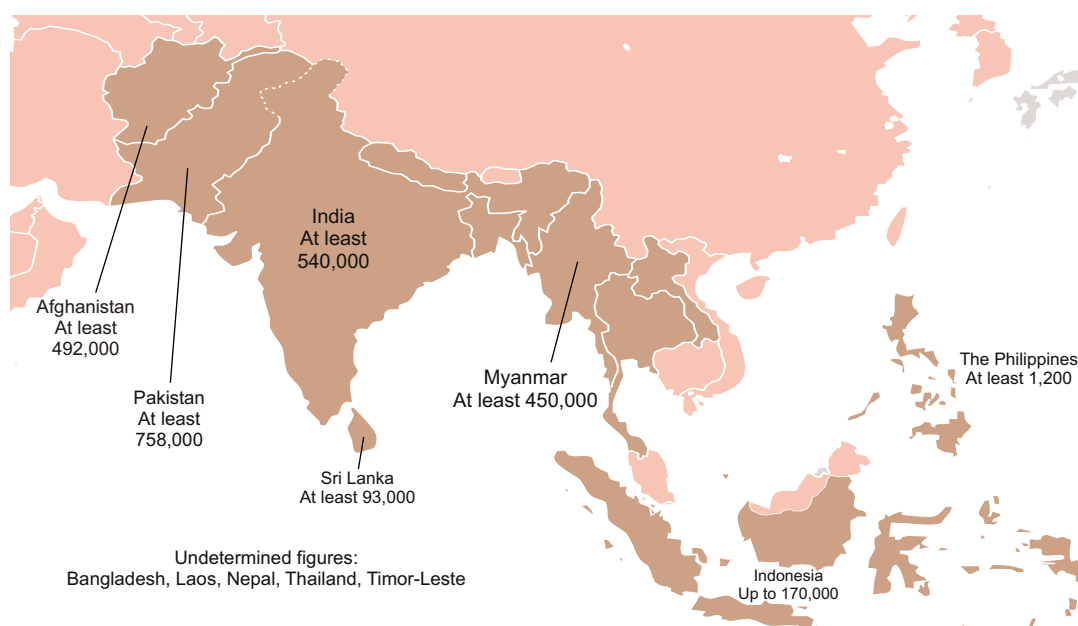 India
At least
540,000
Afghanistan
At least
492,000
Pakistan
At least
758,000
Myanmar
At least 450,000
The Philippines
At least 1,200
Sri Lanka
At least 93,000
Undetermined figures:
Bangladesh, Laos, Nepal, Thailand, Timor-Leste
Indonesia
Up to 170,000